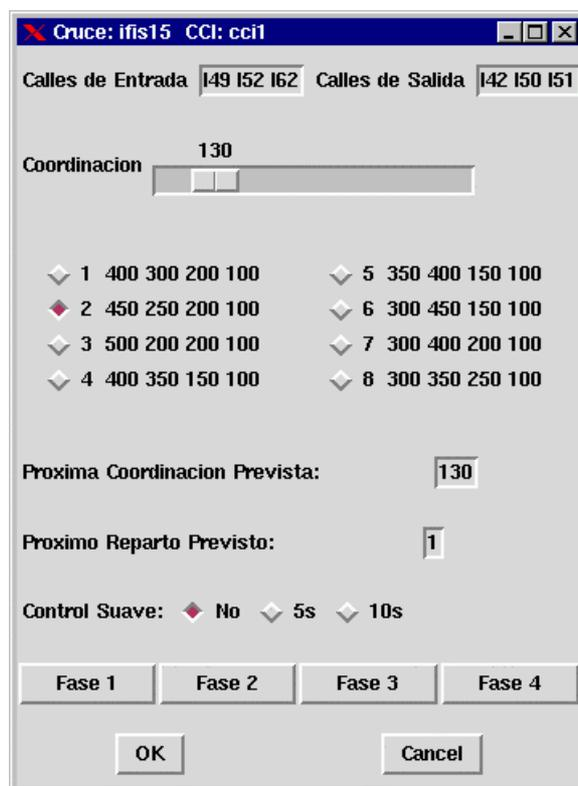 Cruce: ifis15 CCI: cci1
Calles de Entrada I49 I52 I62 Calles de Salida I42 I50 I51
130
Coordinacion
1 400 300 200 100 5 350 400 150 100
2 450 250 200 100 6 300 450 150 100
3 500 200 200 100 7 300 400 200 100
4 400 350 150 100 8 300 350 250 100
Proxima Coordinacion Prevista: 130
Proximo Reparto Previsto: 1
Control Suave: No 5s 10s
Fase 1 Fase 2 Fase 3 Fase 4
OK Cancel